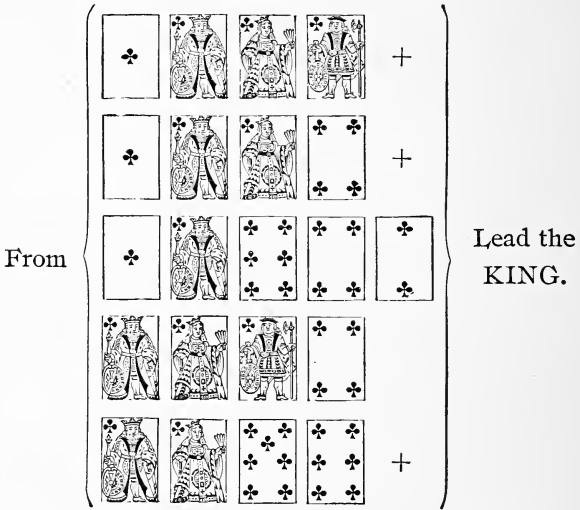 +
+
From
Lead the
KING.
+